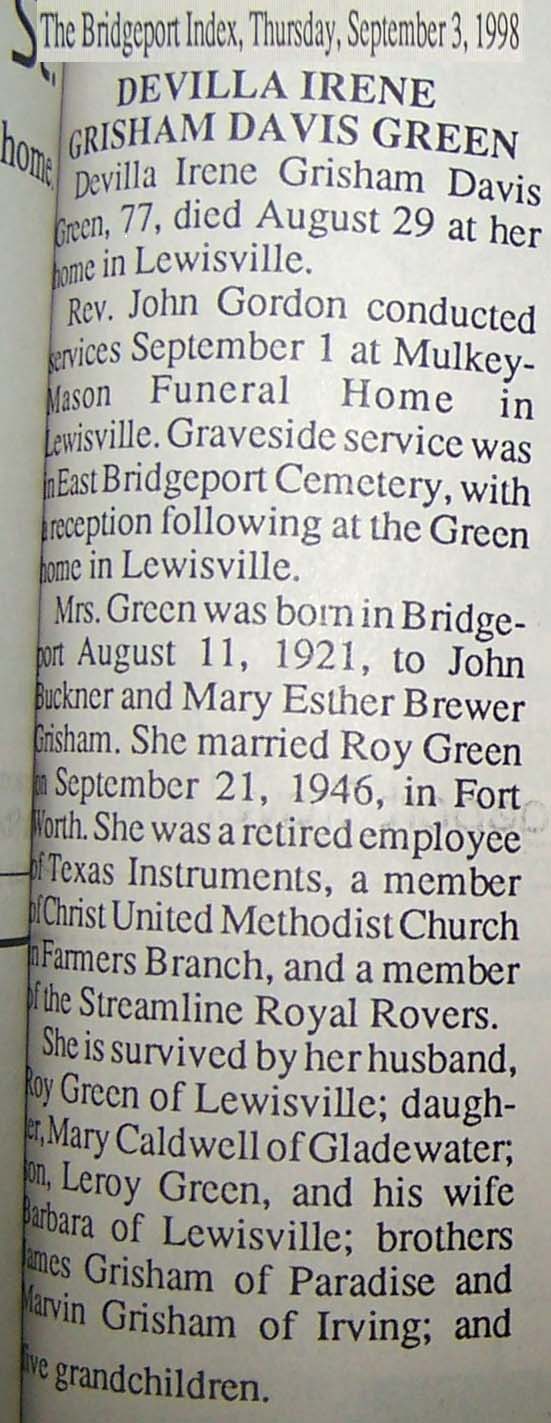 The Bridgeport Index, Thursday, September 3, 1998
DEVILLA IRENE
GRISHAM DAVIS GREEN
home,
Devilla Irene Grisham Davis
Green, 77, died August 29 at her
home in Lewisville.
Rev. John Gordon conducted
services September 1 at Mulkey-
Mason Funeral Home in
Lewisville. Graveside service was
in East Bridgeport Cemetery, with
a reception following at the Green
home in Lewisville.
Mrs. Green was born in Bridge-
port August 11, 1921, to John
Buckner and Mary Esther Brewer
Grisham. She married Roy Green
on September 21, 1946, in Fort
Worth. She was a retired employee
of Texas Instruments, a member
of Christ United Methodist Church
in Farmers Branch, and a member
of the Streamline Royal Rovers.
She is survived by her husband,
Roy Green of Lewisville; daugh-
er, Mary Caldwell of Gladewater;
son, Leroy Green, and his wife
Barbara of Lewisville; brothers
James Grisham of Paradise and
Marvin Grisham of Irving; and
five grandchildren.